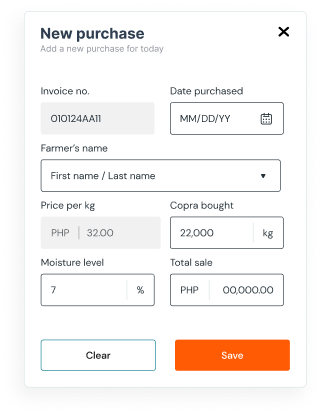 New purchase
Add a new purchase for today
Invoice no. Date purchased
010124AA11 MM/DD/YY
Farmer's name
First name / Last name
Price per kg Copra bought
PHP 32.00 22,000 kg
Moisture level Total sale
7 % PHP 00,000.00
Clear Save